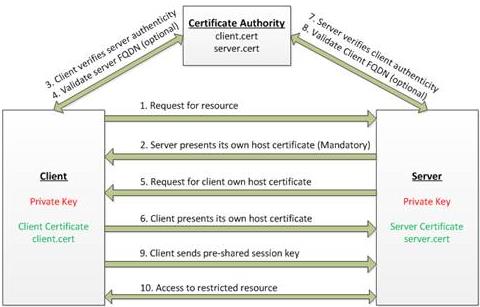 Certificate Authority
client.cert
server.cert
3. Client verifies server authenticity
4. Validate server FQDN (optional)
7. Server verifies client authenticity
8. Validate Client FQDN (optional)
1. Request for resource
2. Server presents its own host certificate (Mandatory)
5. Request for client own host certificate
6. Client presents its own host certificate
9. Client sends pre-shared session key
10. Access to restricted resource
Client
Private Key
Client Certificate
client.cert
Server
Private Key
Server Certificate
server.cert